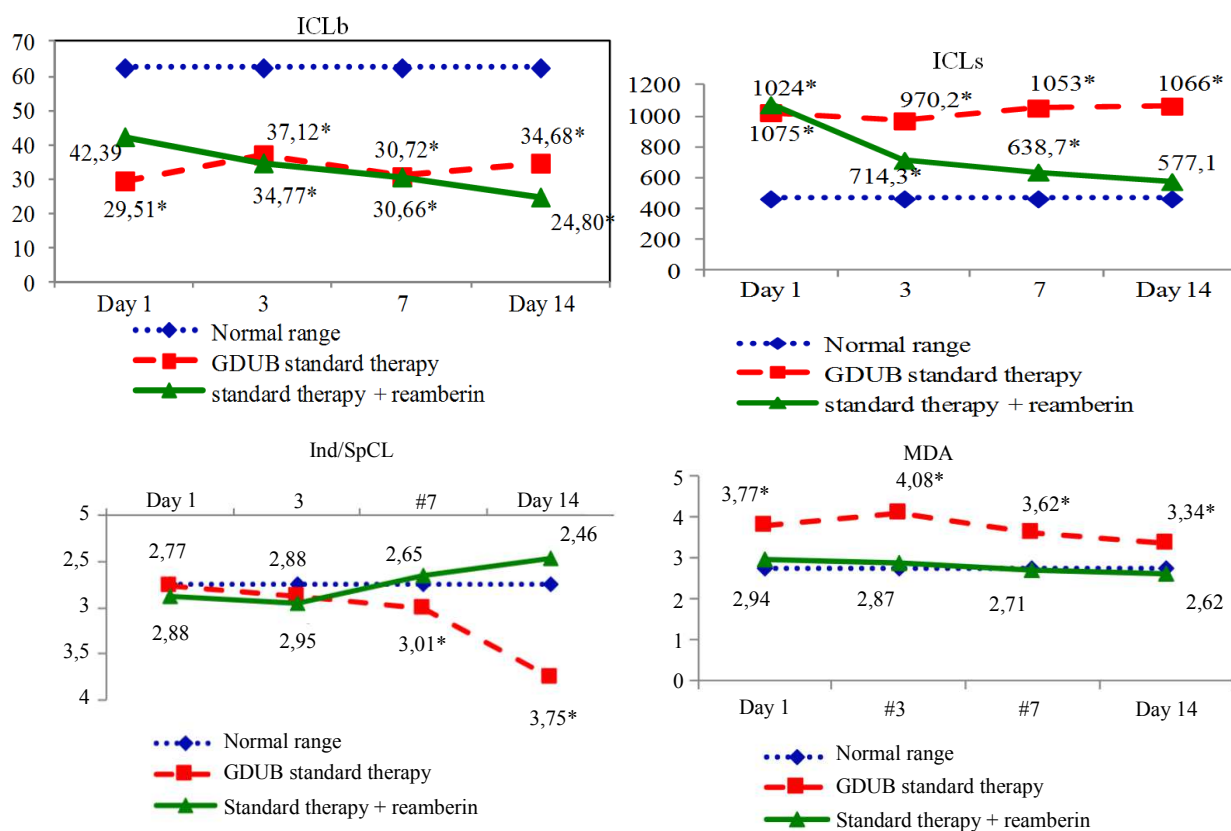 ICLb
70
60
50
40
30
20
10
0
42,39
29,51*
37,12*
34,77*
30,72*
30,66*
34,68*
24,80*
Day 1 3 7 Day 14
Normal range
GDUB standard therapy
standard therapy + reamberin
ICLs
1200
1000
800
600
400
200
0
1024*
1075*
970,2*
714,3*
1053*
638,7*
1066*
577,1
Day 1 3 7 Day 14
Normal range
GDUB standard therapy
standard therapy + reamberin
Ind/SpCL
Day 1 3 #7 Day 14
5
2,5
3
3,5
4
2,77
2,88
2,88
2,95
2,65
3,01*
2,46
3,75*
Normal range
GDUB standard therapy
Standard therapy + reamberin
MDA
5
4
3
2
1
0
3,77*
2,94
4,08*
2,87
3,62*
2,71
3,34*
2,62
Day 1 #3 #7 Day 14
Normal range
GDUB standard therapy
Standard therapy + reamberin